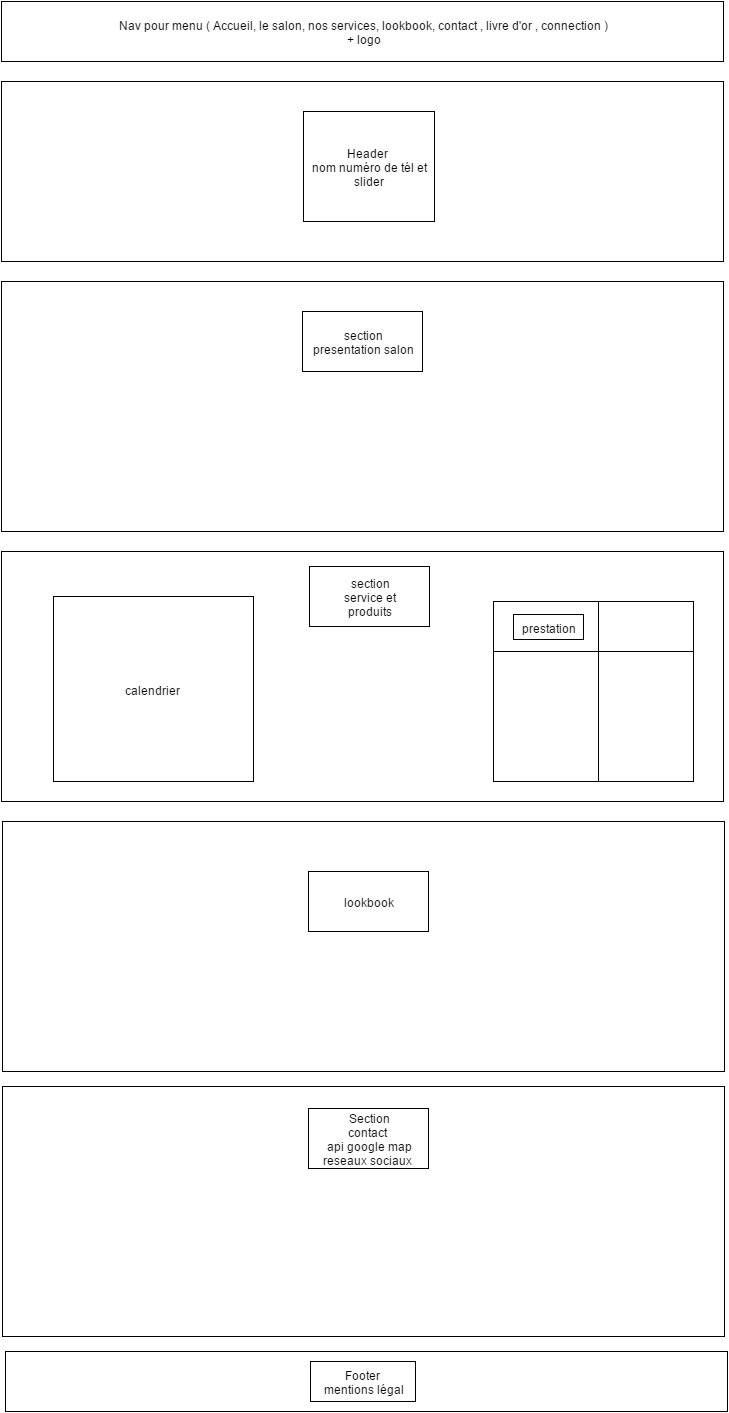 Nav pour menu ( Accueil, le salon, nos services, lookbook, contact , livre d'or , connection )
+ logo
Header
nom numéro de tél et
slider
section
presentation salon
section
service et
produits
calendrier
prestation
lookbook
Section
contact
api google map
reseaux sociaux
Footer
mentions légal